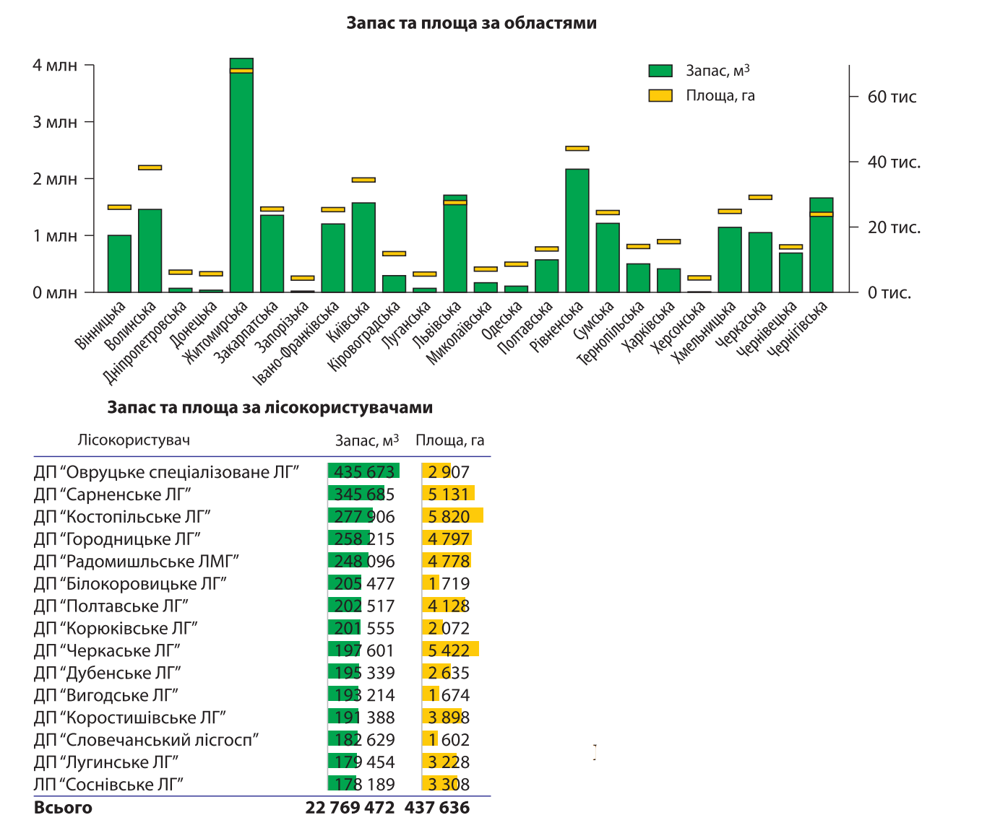 Запас та площа за областями
4 млн
3 млн
2 млн
1 млн
0 млн
Запас, м³
Площа, га
60 тис
40 тис.
20 тис.
0 тис.
Вінницька
Волинська
Дніпропетровська
Донецька
Житомирська
Закарпатська
Запорізька
Івано-Франківська
Київська
Кіровоградська
Луганська
Львівська
Миколаївська
Одеська
Полтавська
Рівненська
Сумська
Тернопільська
Харківська
Херсонська
Хмельницька
Черкаська
Чернівецька
Чернігівська
Запас та площа за лісокористувачами
Лісокористувач Запас, м³ Площа, га
ДП “Овруцьке спеціалізоване ЛГ” 435 673 2 907
ДП “Сарненське ЛГ” 345 685 5 131
ДП “Костопільське ЛГ” 277 906 5 820
ДП “Городницьке ЛГ” 258 215 4 797
ДП “Радомишльське ЛМГ” 248 096 4 778
ДП “Білокоровицьке ЛГ” 205 477 1 719
ДП “Полтавське ЛГ” 202 517 4 128
ДП “Корюківське ЛГ” 201 555 2 072
ДП “Черкаське ЛГ” 197 601 5 422
ДП “Дубенське ЛГ” 195 339 2 635
ДП “Вигодське ЛГ” 193 214 1 674
ДП “Коростишівське ЛГ” 191 388 3 898
ДП “Словечанський лісгосп” 182 629 1 602
ДП “Лугинське ЛГ” 179 454 3 228
ЛП “Соснівське ЛГ” 178 189 3 308
Всього 22 769 472 437 636